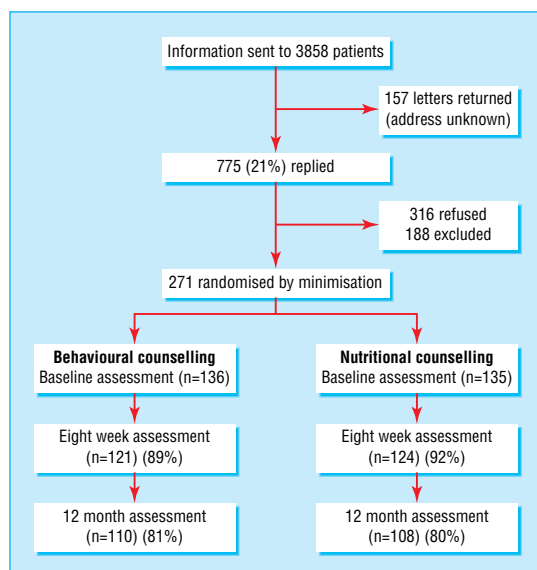 Information sent to 3858 patients
157 letters returned
(address unknown)
775 (21%) replied
316 refused
188 excluded
271 randomised by minimisation
Behavioural counselling
Baseline assessment (n=136)
Nutritional counselling
Baseline assessment (n=135)
Eight week assessment
(n=121) (89%)
Eight week assessment
(n=124) (92%)
12 month assessment
(n=110) (81%)
12 month assessment
(n=108) (80%)